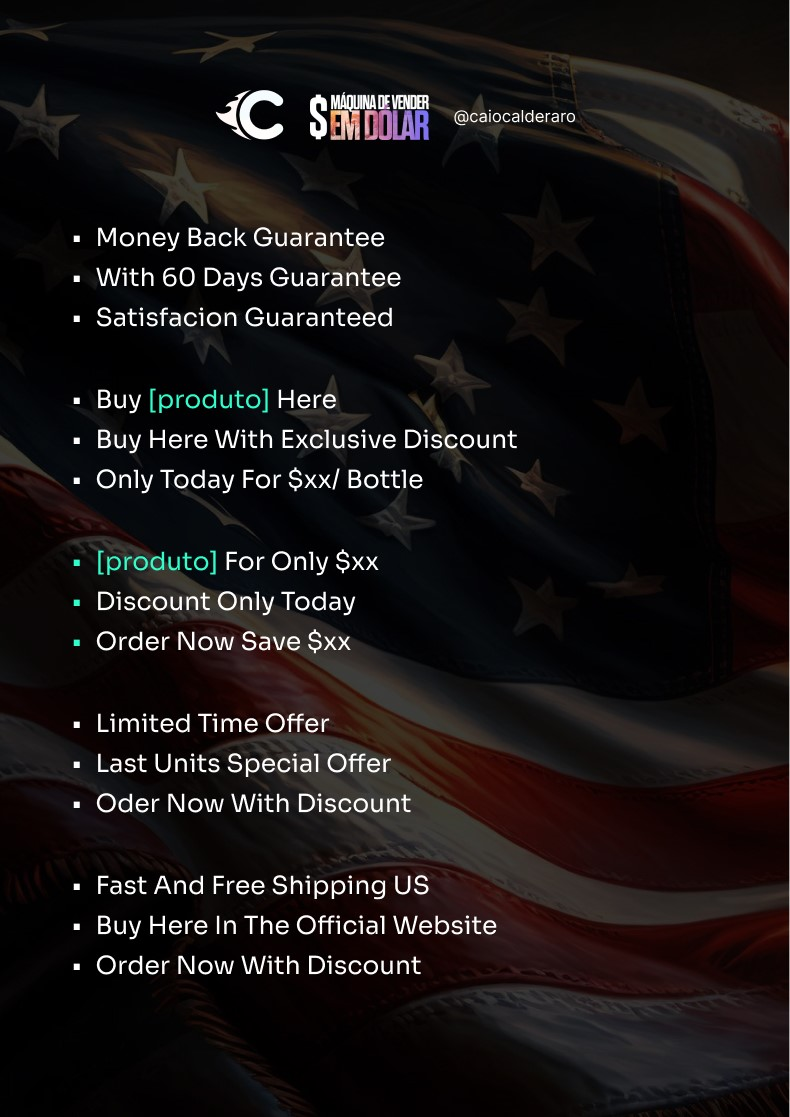 C
MÁQUINA DE VENDER
$ EM DÓLAR
@caiocalderaro
▪ Money Back Guarantee
▪ With 60 Days Guarantee
▪ Satisfacion Guaranteed
▪ Buy [produto] Here
▪ Buy Here With Exclusive Discount
▪ Only Today For $xx/ Bottle
▪ [produto] For Only $xx
▪ Discount Only Today
▪ Order Now Save $xx
▪ Limited Time Offer
▪ Last Units Special Offer
▪ Oder Now With Discount
▪ Fast And Free Shipping US
▪ Buy Here In The Official Website
▪ Order Now With Discount